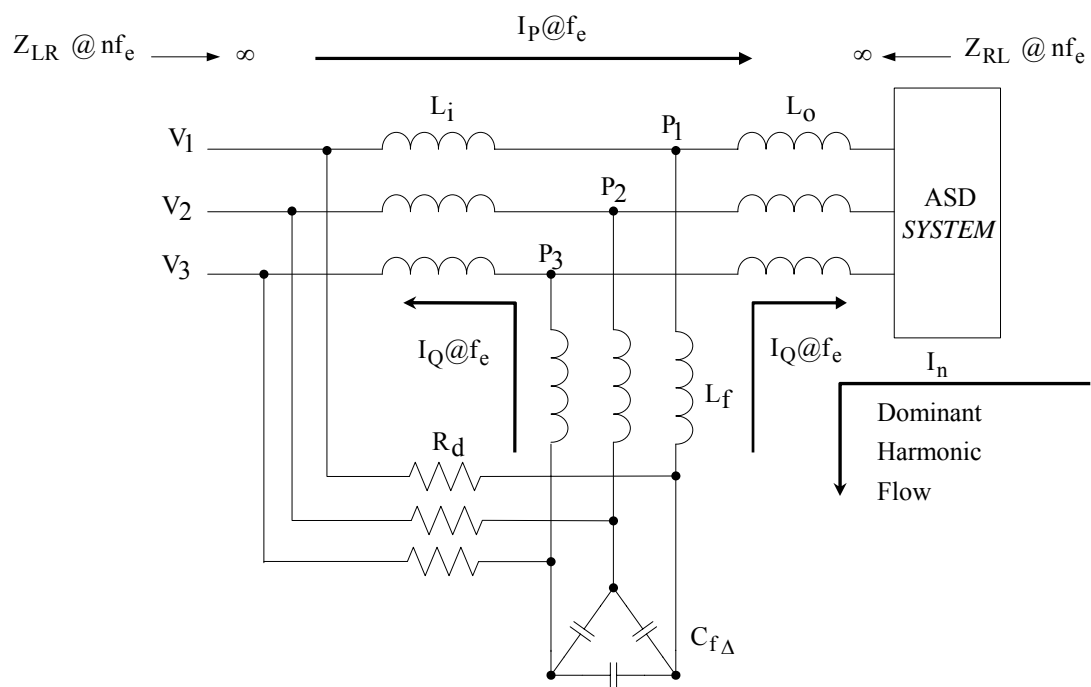 I_P@f_e
Z_LR @ nf_e
∞
∞
Z_RL @ nf_e
L_i
L_o
V_1
P_1
V_2
P_2
ASD
SYSTEM
V_3
P_3
I_Q@f_e
I_Q@f_e
I_n
L_f
Dominant
Harmonic
Flow
R_d
C_f Δ